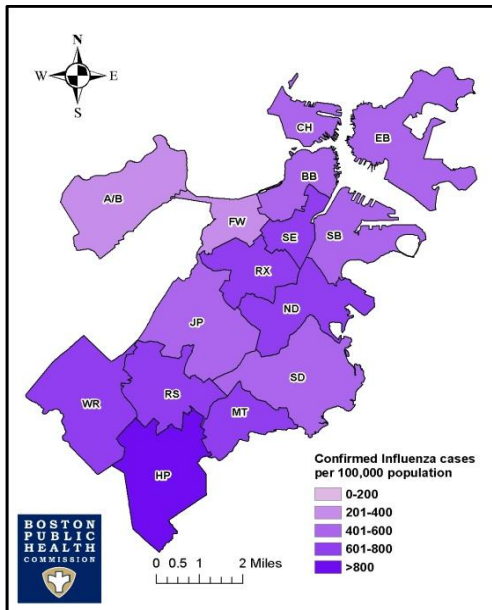 N
W E
S
CH
EB
BB
A/B
FW
SE
SB
RX
ND
JP
SD
WR
RS
MT
HP
Confirmed Influenza cases
per 100,000 population
0-200
201-400
401-600
601-800
>800
BOSTON
PUBLIC
HEALTH
COMMISSION
0 0.5 1 2 Miles